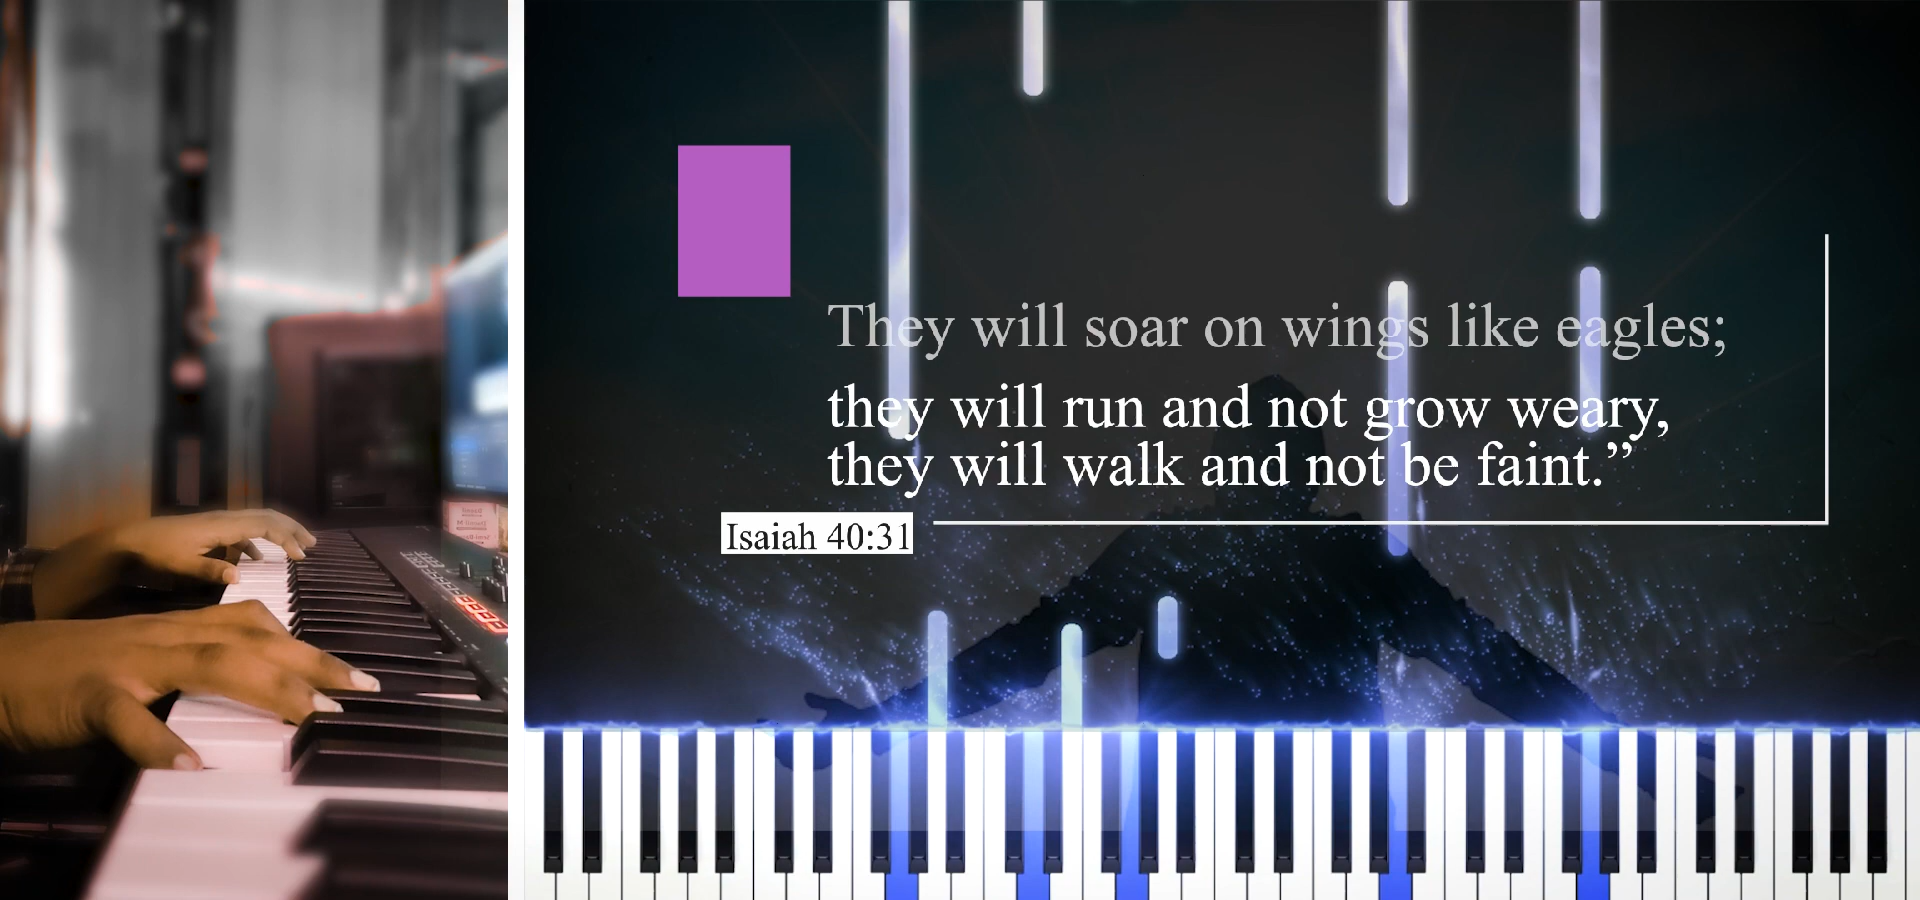 They will soar on wings like eagles;
they will run and not grow weary,
they will walk and not be faint.”
Isaiah 40:31